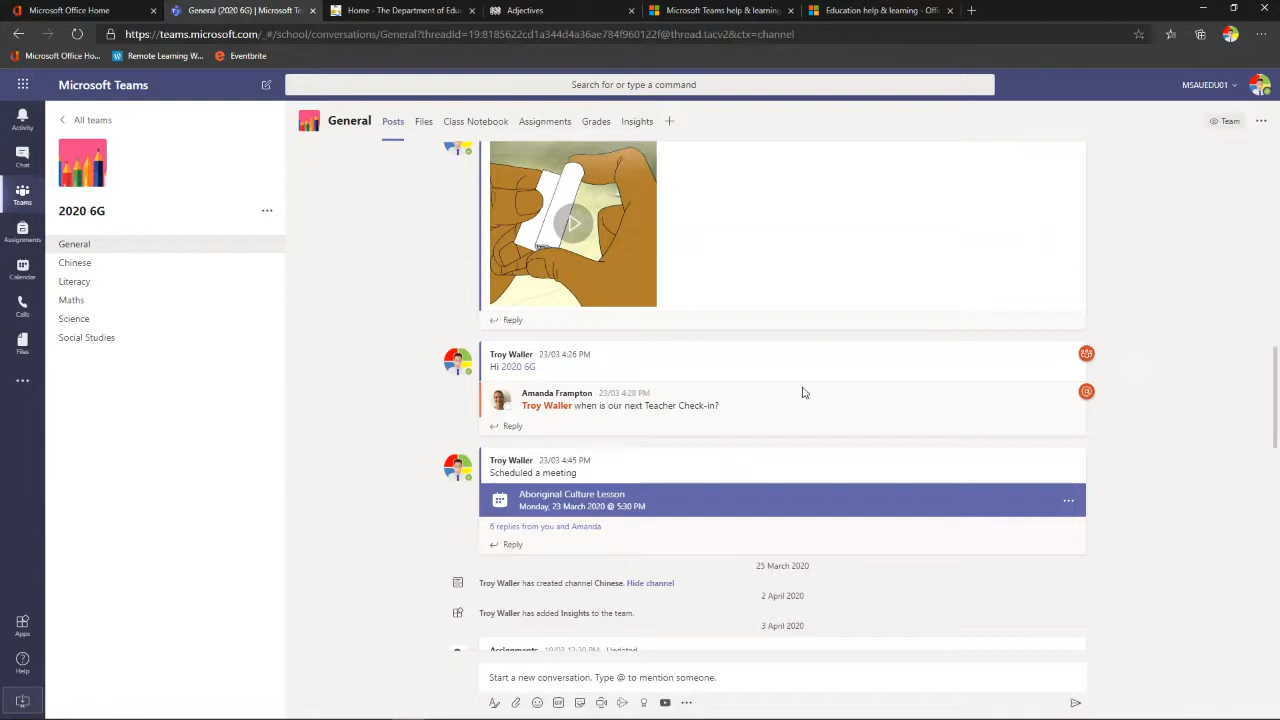 Microsoft Office Home
General (2020 6G) | Microsoft Te
Home - The Department of Edu
Adjectives
Microsoft Teams help & learning
Education help & learning - Offi
https://teams.microsoft.com/_#/school/conversations/General?threadId=19:8185622cd1a344d4a36ae784f960122f@thread.tacv2&ctx=channel
Microsoft Office Ho...
Remote Learning W...
Eventbrite
Microsoft Teams
Search for or type a command
MSAUEDU01
Activity
Chat
Teams
Assignments
Calendar
Calls
Files
Apps
Help
All teams
2020 6G
General
Chinese
Literacy
Maths
Science
Social Studies
General
Posts
Files
Class Notebook
Assignments
Grades
Insights
Team
Reply
Troy Waller 23/03 4:26 PM
Hi 2020 6G
Amanda Frampton 23/03 4:28 PM
Troy Waller when is our next Teacher Check-in?
Reply
Troy Waller 23/03 4:45 PM
Scheduled a meeting
Aboriginal Culture Lesson
Monday, 23 March 2020 @ 5:30 PM
6 replies from you and Amanda
Reply
25 March 2020
Troy Waller has created channel Chinese. Hide channel
2 April 2020
Troy Waller has added Insights to the team.
3 April 2020
Assignments 19/03 12:20 PM Updated
Start a new conversation. Type @ to mention someone.
GIF